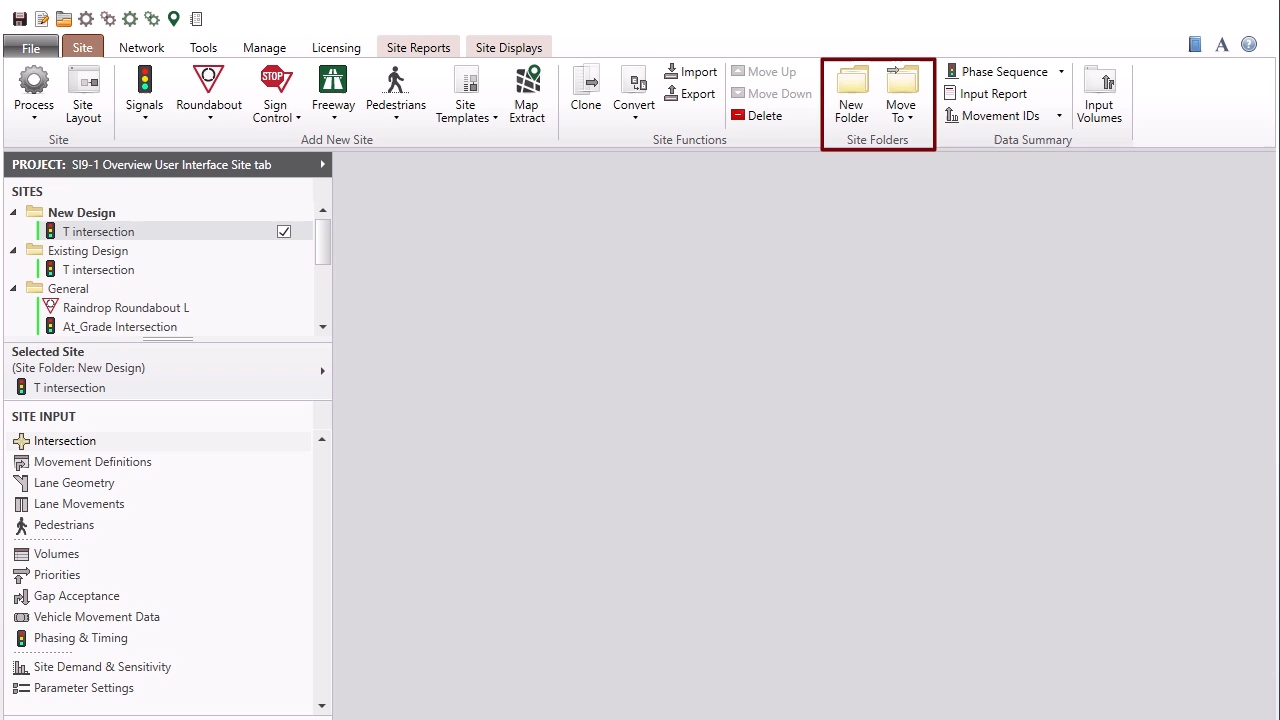 File Site Network Tools Manage Licensing Site Reports Site Displays A ?
Process Site Layout Signals Roundabout STOP Sign Control Freeway Pedestrians Site Templates Map Extract Clone Convert Import Export Move Up Move Down Delete New Folder Move To Phase Sequence Input Report Movement IDs Input Volumes
Site Add New Site Site Functions Site Folders Data Summary
PROJECT: SI9-1 Overview User Interface Site tab
SITES
New Design
T intersection
Existing Design
T intersection
General
Raindrop Roundabout L
At_Grade Intersection
Selected Site
(Site Folder: New Design)
T intersection
SITE INPUT
Intersection
Movement Definitions
Lane Geometry
Lane Movements
Pedestrians
Volumes
Priorities
Gap Acceptance
Vehicle Movement Data
Phasing & Timing
Site Demand & Sensitivity
Parameter Settings